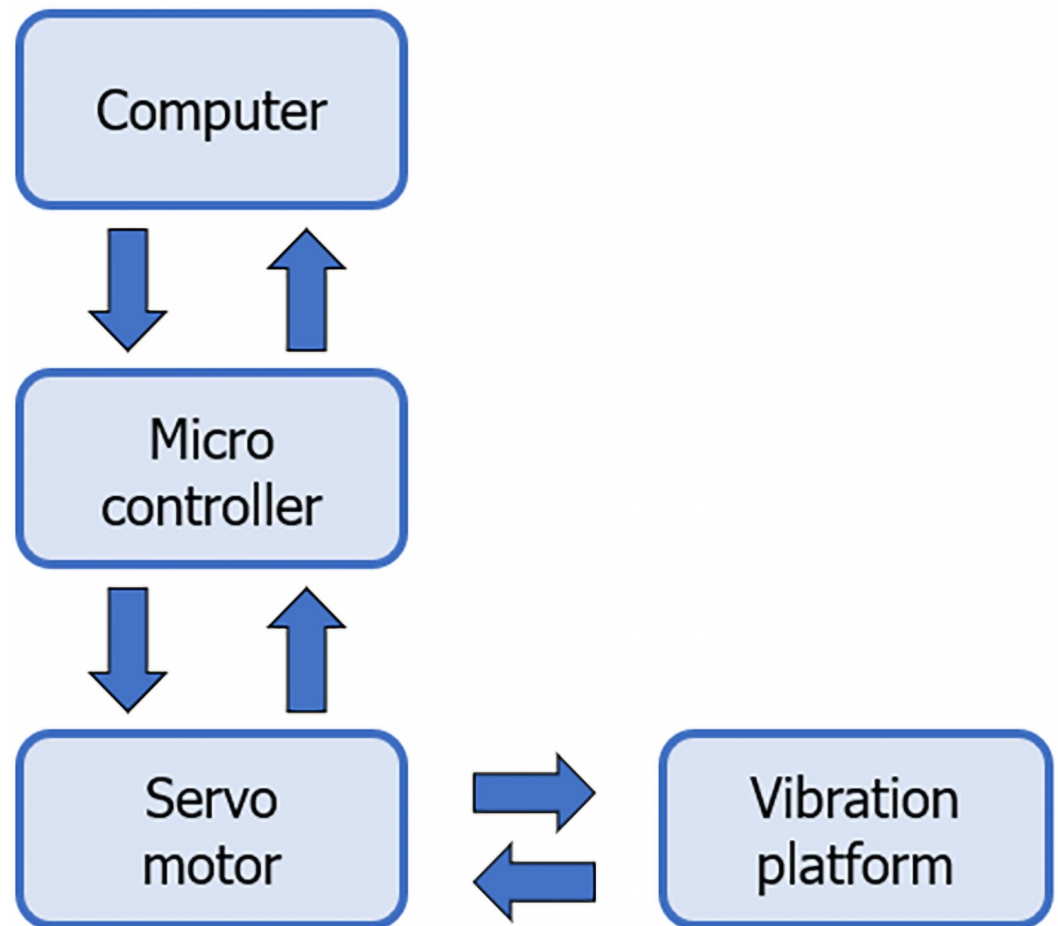 Computer
Micro
controller
Servo
motor
Vibration
platform